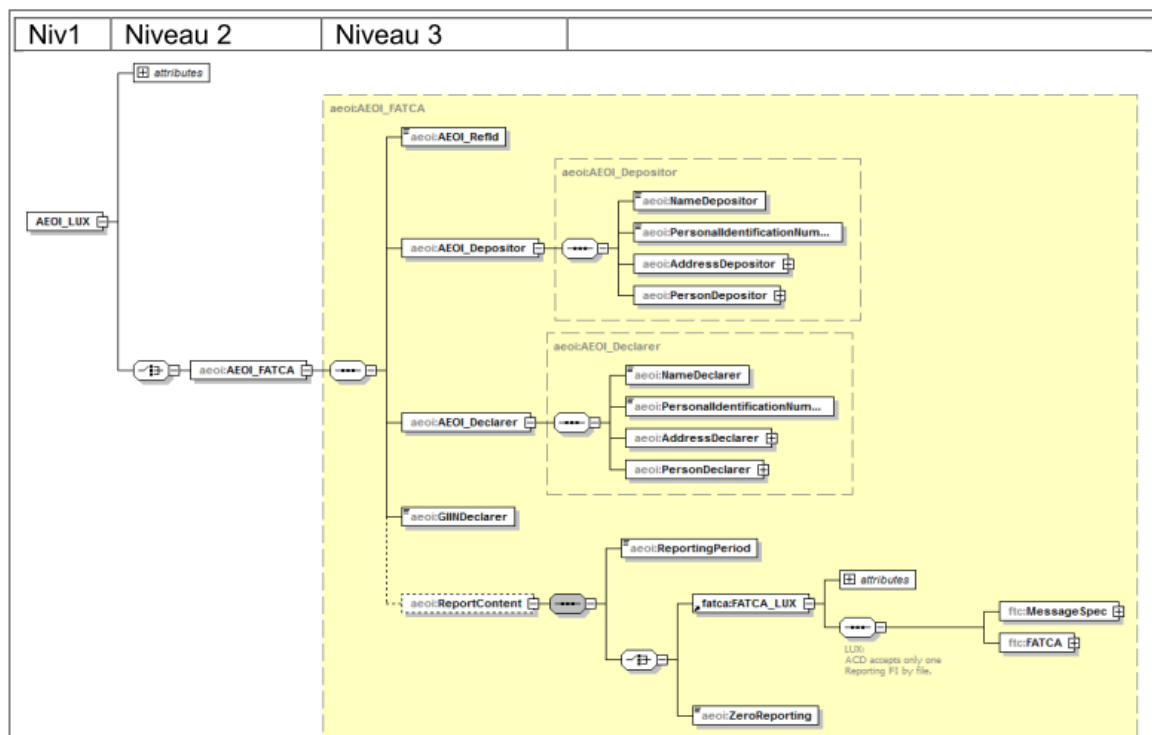 Niv1 Niveau 2 Niveau 3
attributes
aeoi:AEOI_FATCA
aeoi:AEOI_RefId
aeoi:AEOI_Depositor
aeoi:NameDepositor
AEOI_LUX
aeoi:PersonalIdentificationNum...
aeoi:AEOI_Depositor
aeoi:AddressDepositor
aeoi:PersonDepositor
aeoi:AEOI_Declarer
aeoi:AEOI_FATCA
aeoi:NameDeclarer
aeoi:PersonalIdentificationNum...
aeoi:AEOI_Declarer
aeoi:AddressDeclarer
aeoi:PersonDeclarer
aeoi:GIINDeclarer
aeoi:ReportingPeriod
attributes
aeoi:ReportContent
fatca:FATCA_LUX
ftc:MessageSpec
ftc:FATCA
LUX:
ACD accepts only one
Reporting FI by file.
aeoi:ZeroReporting